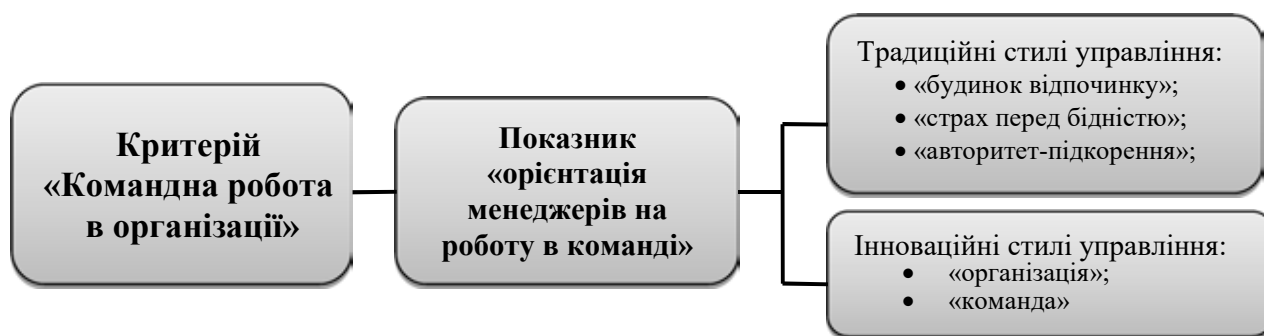 Критерій
«Командна робота
в організації»
Показник
«орієнтація
менеджерів на
роботу в команді»
Традиційні стилі управління:
• «будинок відпочинку»;
• «страх перед бідністю»;
• «авторитет-підкорення»;
Інноваційні стилі управління:
• «організація»;
• «команда»